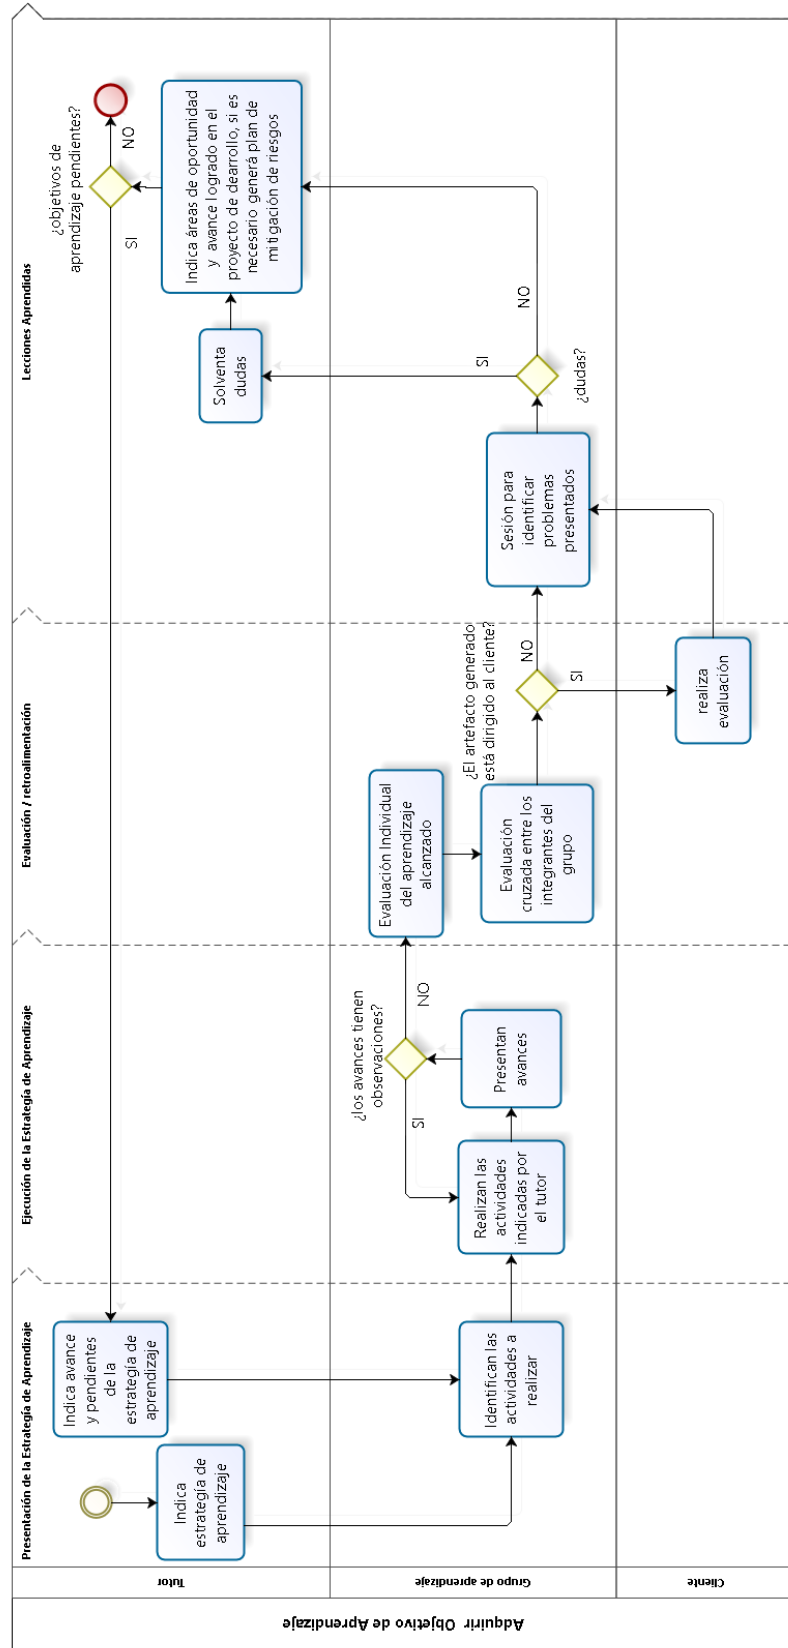 Adquirir Objetivo de Aprendizaje
Tutor
Grupo de aprendizaje
Cliente
Presentación de la Estrategía de Aprendizaje
Ejecución de la Estrategía de Aprendizaje
Evaluación / retroalimentación
Lecciones Aprendidas
Indica
estrategía de
aprendizaje
Indica avance
y pendientes
de la
estrategía de
aprendizaje
Identifican las
actividades a
realizar
Realizan las
actividades
indicadas por
el tutor
Presentan
avances
¿los avances tienen
observaciones?
SI
NO
Evaluación Individual
del aprendizaje
alcanzado
Evaluación
cruzada entre los
integrantes del
grupo
¿El artefacto generado
está dirigido al cliente?
NO
SI
realiza
evaluación
Sesión para
identificar
problemas
presentados
¿dudas?
SI
NO
Solventa
dudas
Indica áreas de oportunidad
y avance logrado en el
proyecto de dearrollo, si es
necesario generá plan de
mitigación de riesgos
¿objetivos de
aprendizaje pendientes?
SI
NO